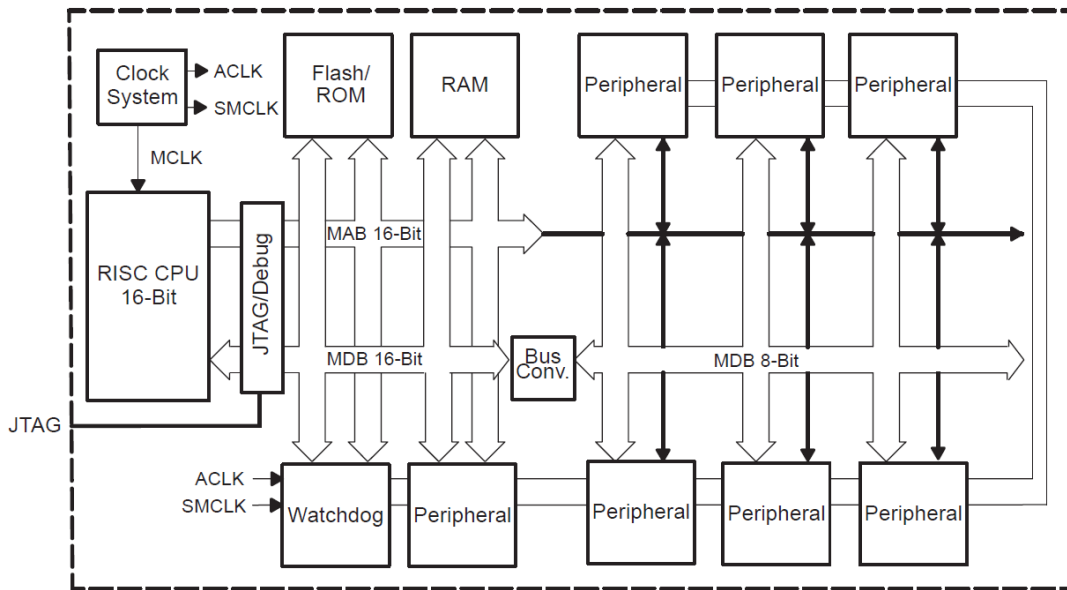 Clock
System
ACLK
SMCLK
MCLK
Flash/
ROM
RAM
Peripheral
Peripheral
Peripheral
RISC CPU
16-Bit
JTAG/Debug
MAB 16-Bit
MDB 16-Bit
Bus
Conv.
MDB 8-Bit
JTAG
ACLK
SMCLK
Watchdog
Peripheral
Peripheral
Peripheral
Peripheral